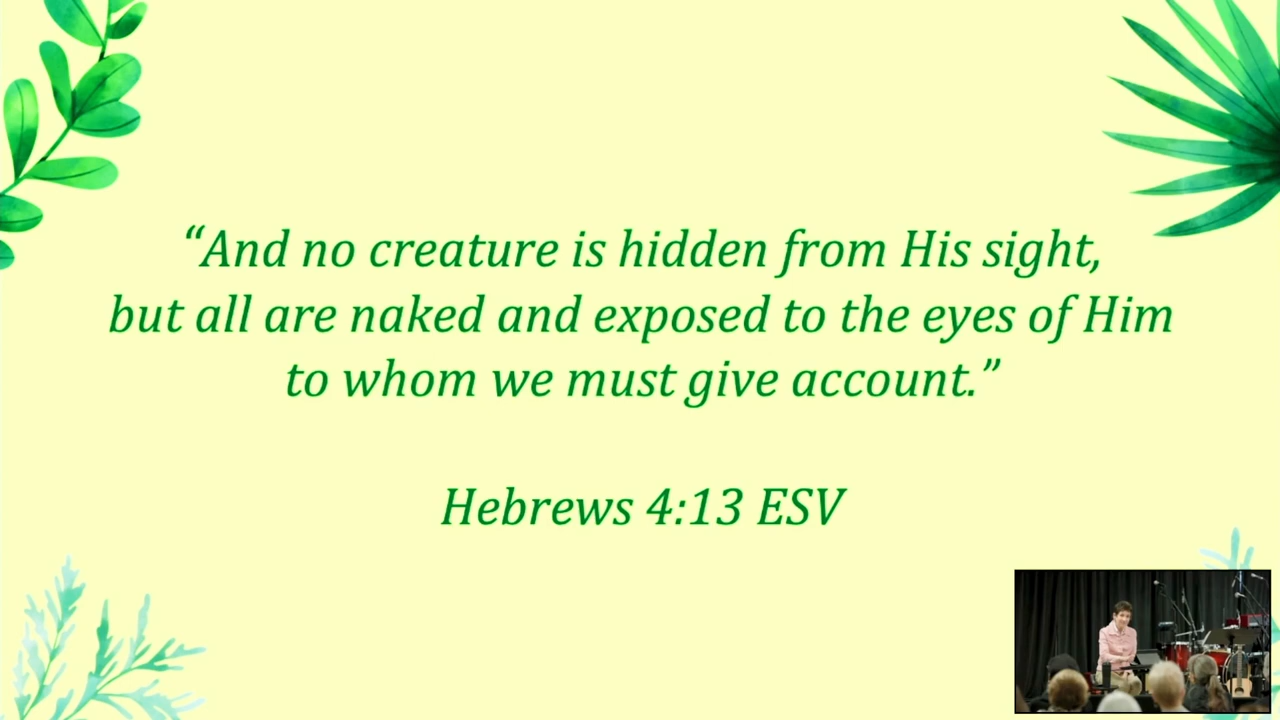 “And no creature is hidden from His sight,
but all are naked and exposed to the eyes of Him
to whom we must give account.”
Hebrews 4:13 ESV